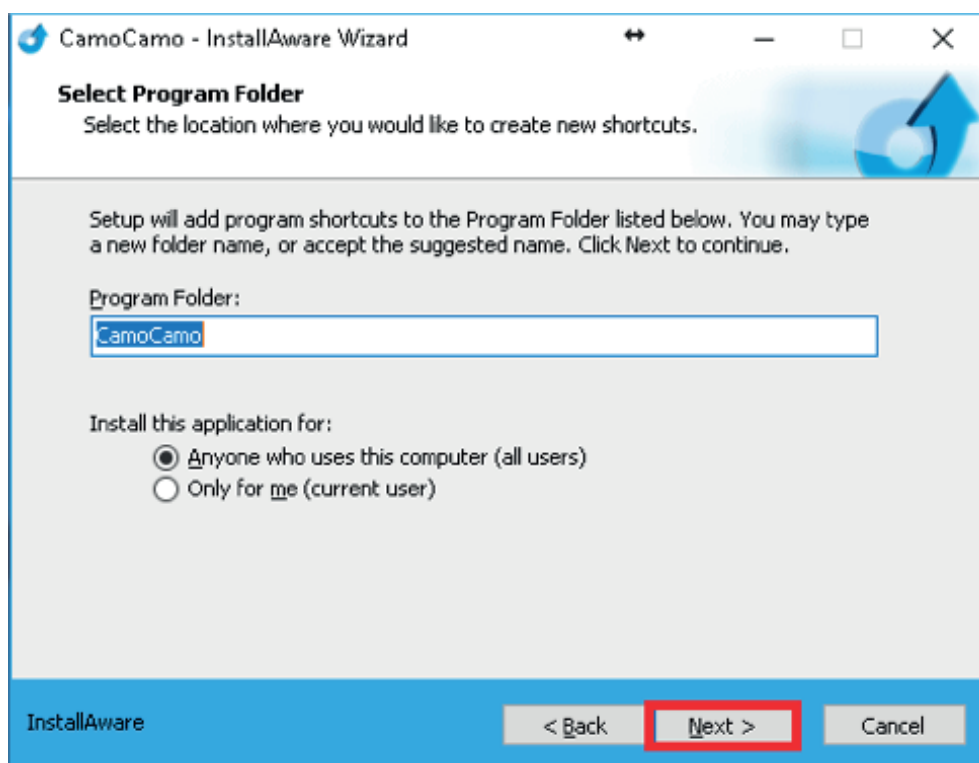 CamoCamo - InstallAware Wizard
Select Program Folder
Select the location where you would like to create new shortcuts.
Setup will add program shortcuts to the Program Folder listed below. You may type
a new folder name, or accept the suggested name. Click Next to continue.
Program Folder:
CamoCamo
Install this application for:
Anyone who uses this computer (all users)
Only for me (current user)
InstallAware
< Back
Next >
Cancel